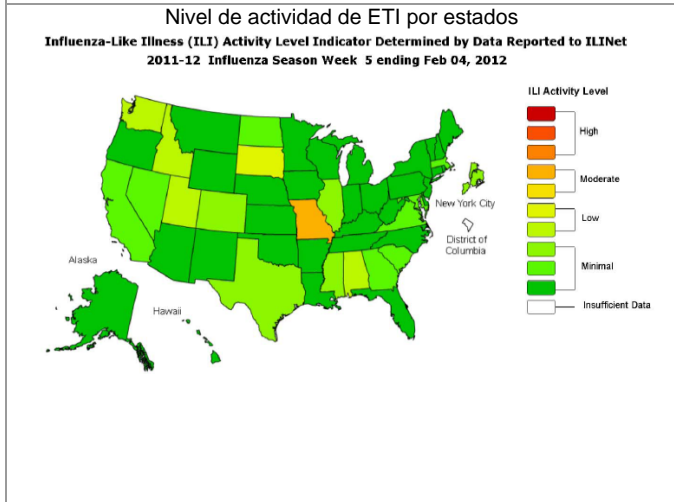 Nivel de actividad de ETI por estados
Influenza-Like Illness (ILI) Activity Level Indicator Determined by Data Reported to ILINet
2011-12 Influenza Season Week 5 ending Feb 04, 2012
ILI Activity Level
High
Moderate
Low
Minimal
Insufficient Data
New York City
District of
Columbia
Alaska
Hawaii